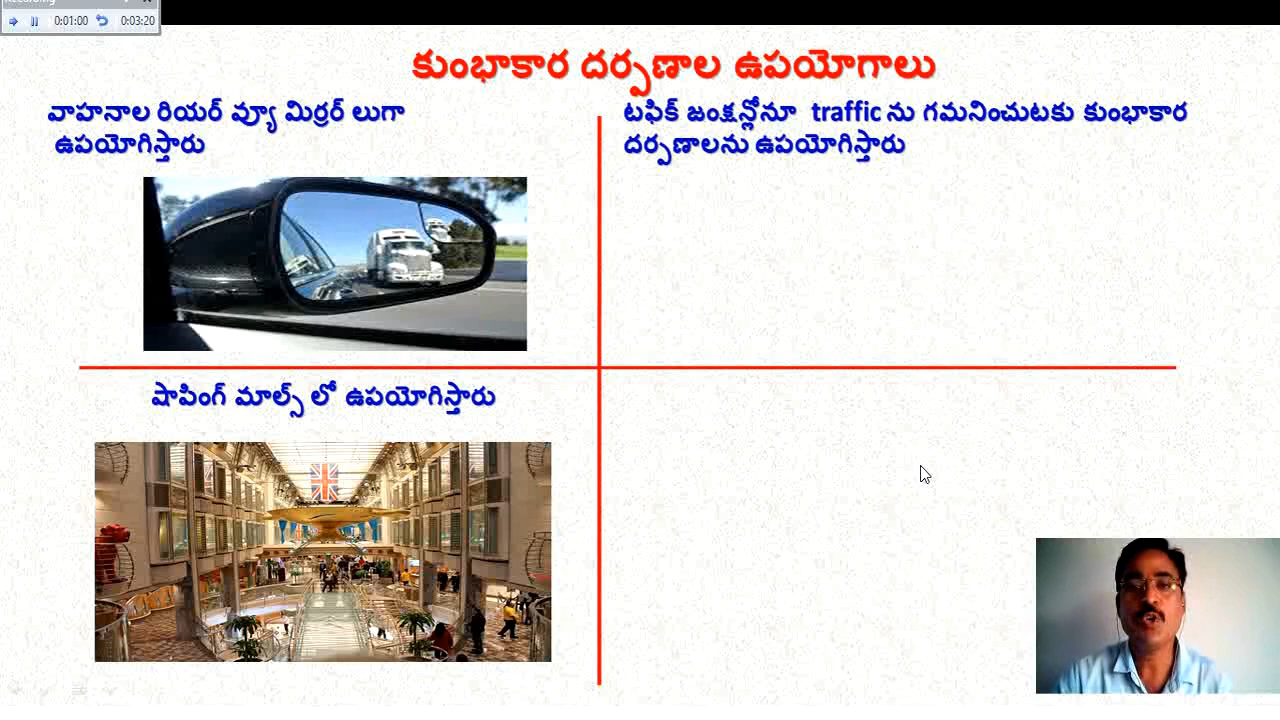 0:01:00 0:03:20
కుంభాకార దర్పణాల ఉపయోగాలు
వాహనాల రియర్ వ్యూ మిర్రర్ లుగా
ఉపయోగిస్తారు
టఫిక్ జంక్షన్లోనూ traffic ను గమనించుటకు కుంభాకార
దర్పణాలను ఉపయోగిస్తారు
షాపింగ్ మాల్స్ లో ఉపయోగిస్తారు